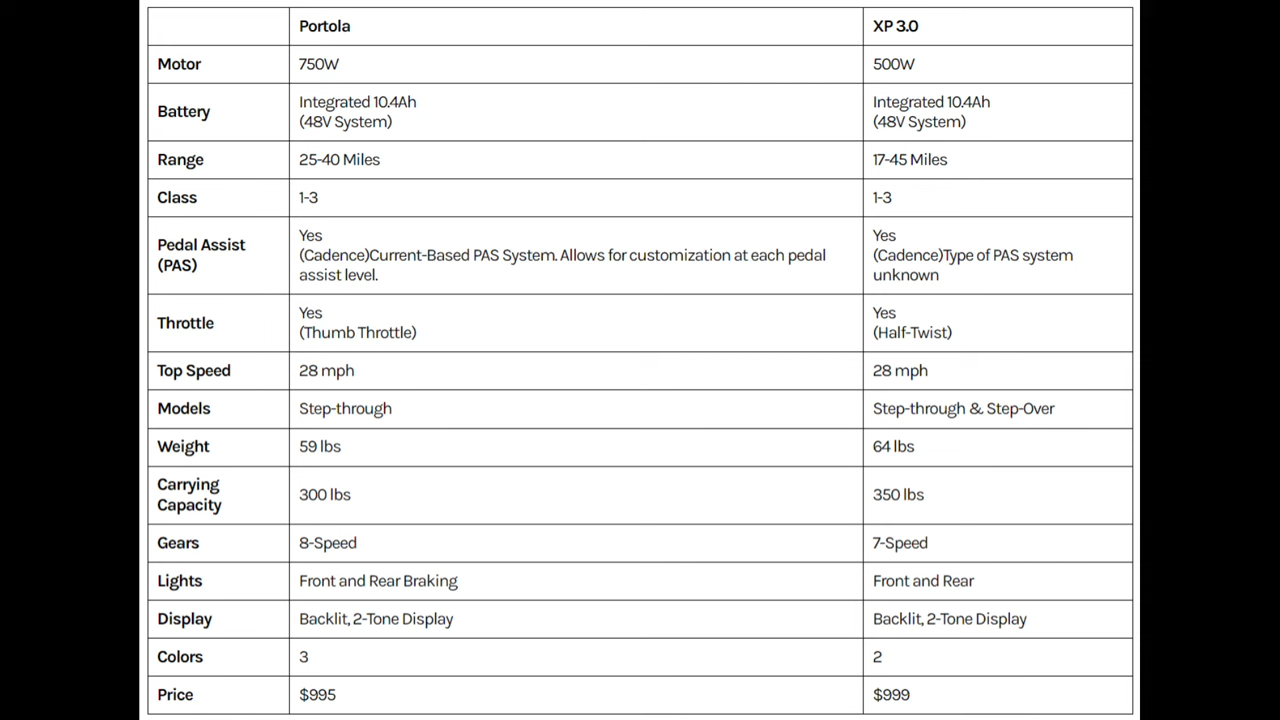 Portola XP 3.0
Motor 750W 500W
Battery Integrated 10.4Ah Integrated 10.4Ah
(48V System) (48V System)
Range 25-40 Miles 17-45 Miles
Class 1-3 1-3
Pedal Assist (PAS) Yes Yes
(Cadence)Current-Based PAS System. Allows for customization at each pedal (Cadence)Type of PAS system
assist level. unknown
Throttle Yes Yes
(Thumb Throttle) (Half-Twist)
Top Speed 28 mph 28 mph
Models Step-through Step-through & Step-Over
Weight 59 lbs 64 lbs
Carrying
Capacity 300 lbs 350 lbs
Gears 8-Speed 7-Speed
Lights Front and Rear Braking Front and Rear
Display Backlit, 2-Tone Display Backlit, 2-Tone Display
Colors 3 2
Price $995 $999